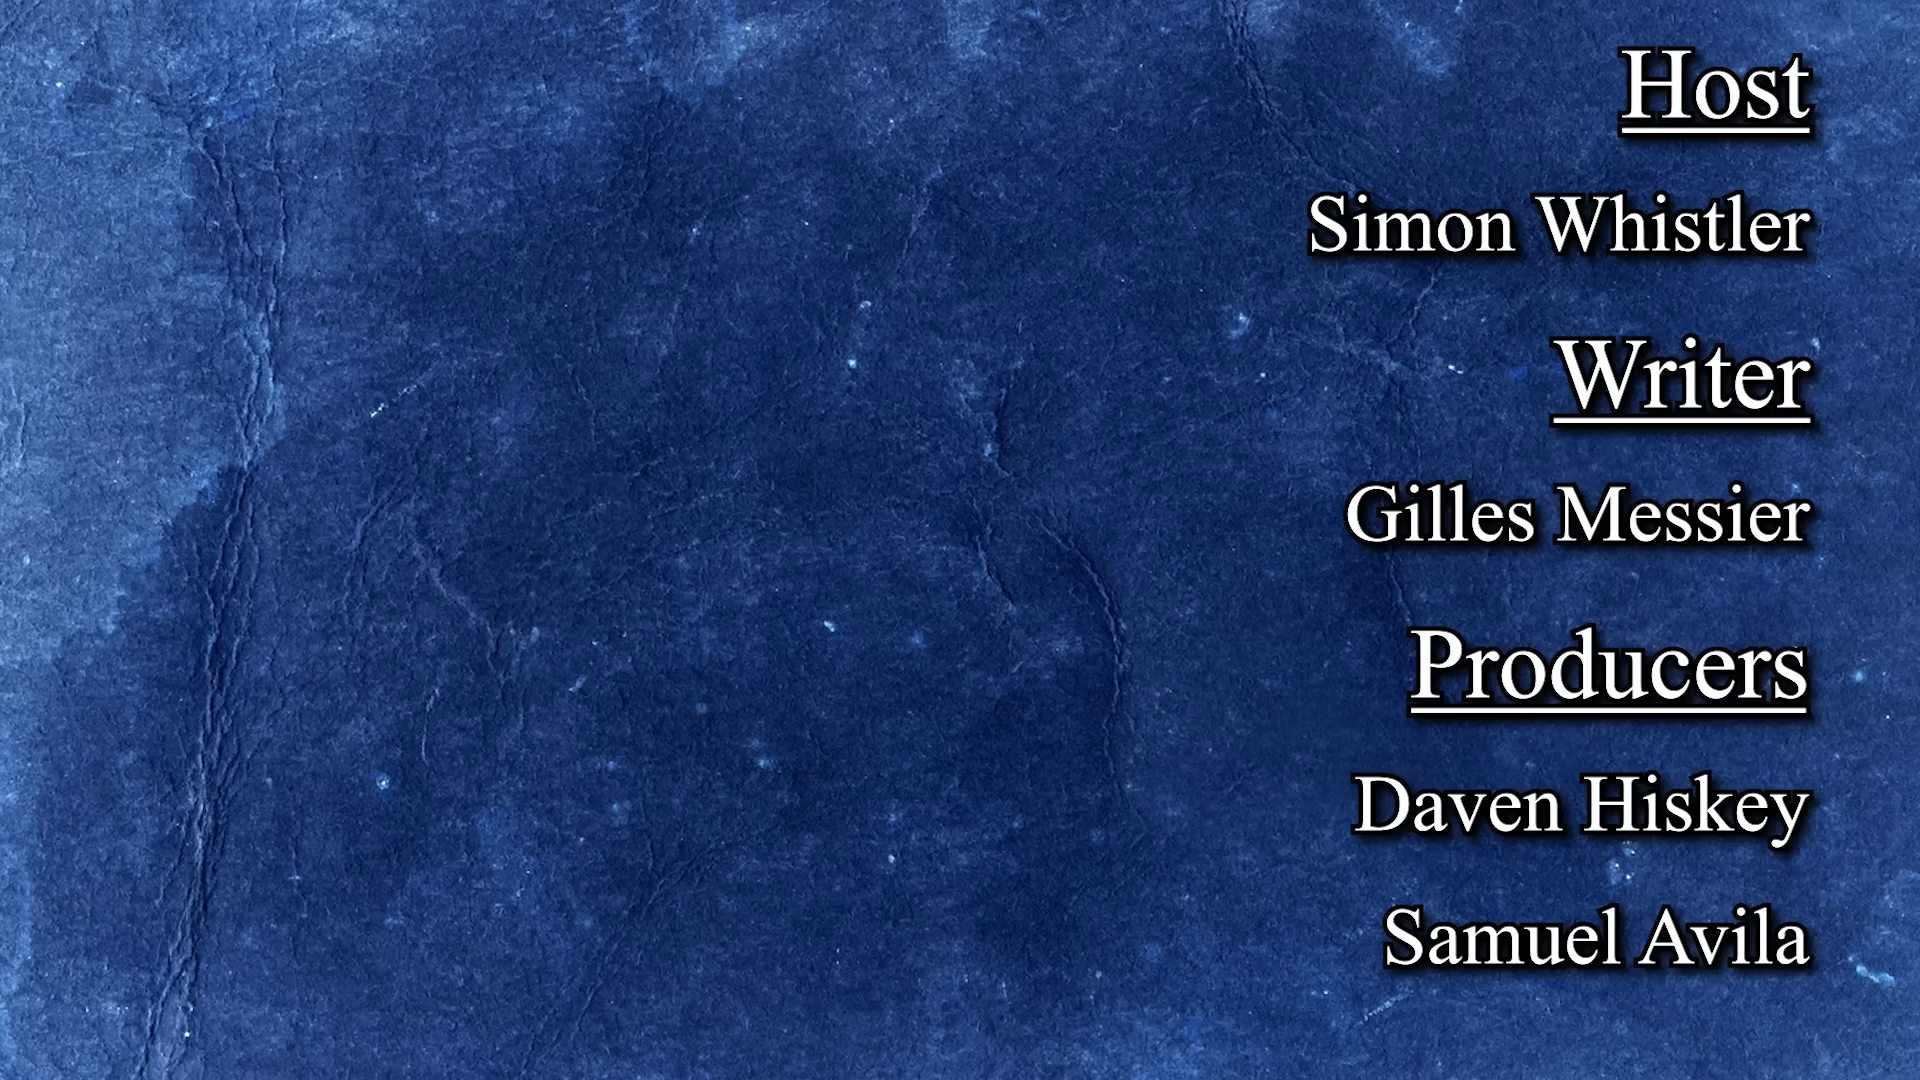 Host
Simon Whistler
Writer
Gilles Messier
Producers
Daven Hiskey
Samuel Avila